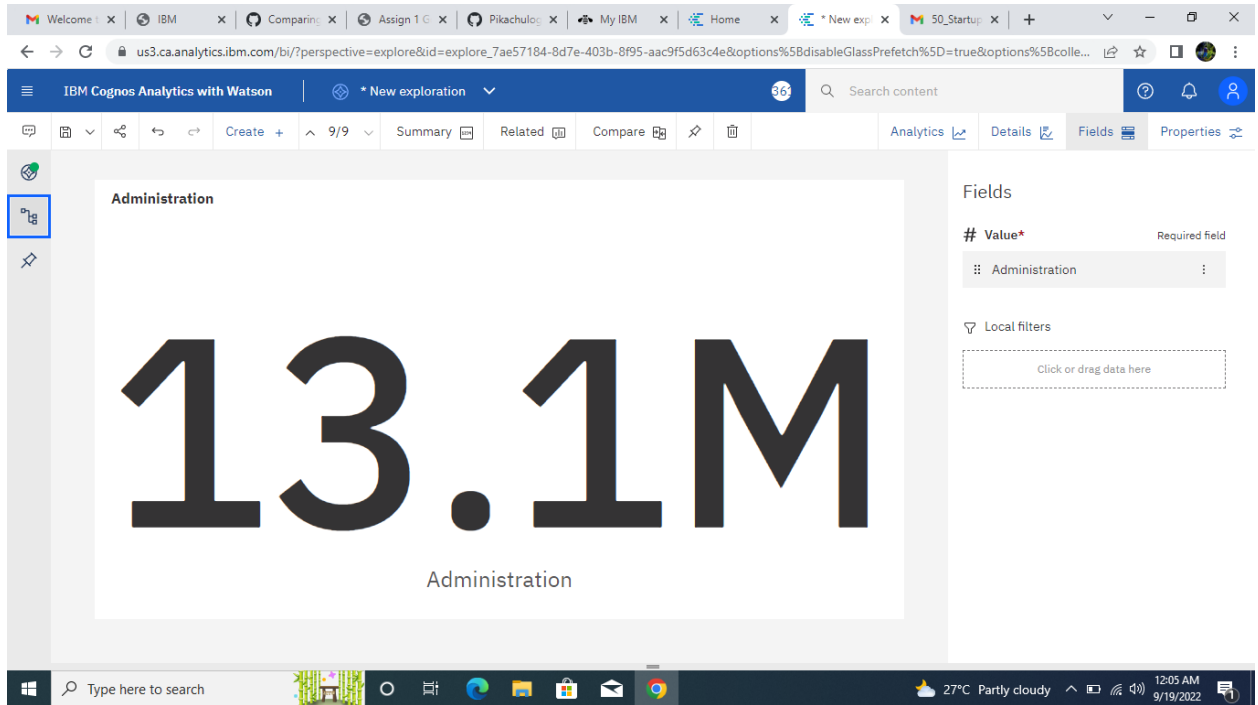 Welcome t
IBM
Comparing
Assign 1 G
Pikachulog
My IBM
Home
* New expl
50_Startup
us3.ca.analytics.ibm.com/bi/?perspective=explore&id=explore_7ae57184-8d7e-403b-8f95-aac9f5d63c4e&options%5BdisableGlassPrefetch%5D=true&options%5Bcolle...
IBM Cognos Analytics with Watson
* New exploration
361
Search content
Create +
9/9
Summary
Related
Compare
Analytics
Details
Fields
Properties
Administration
13.1M
Administration
Fields
# Value*
Required field
Administration
Local filters
Click or drag data here
Type here to search
27°C Partly cloudy
12:05 AM
9/19/2022
1